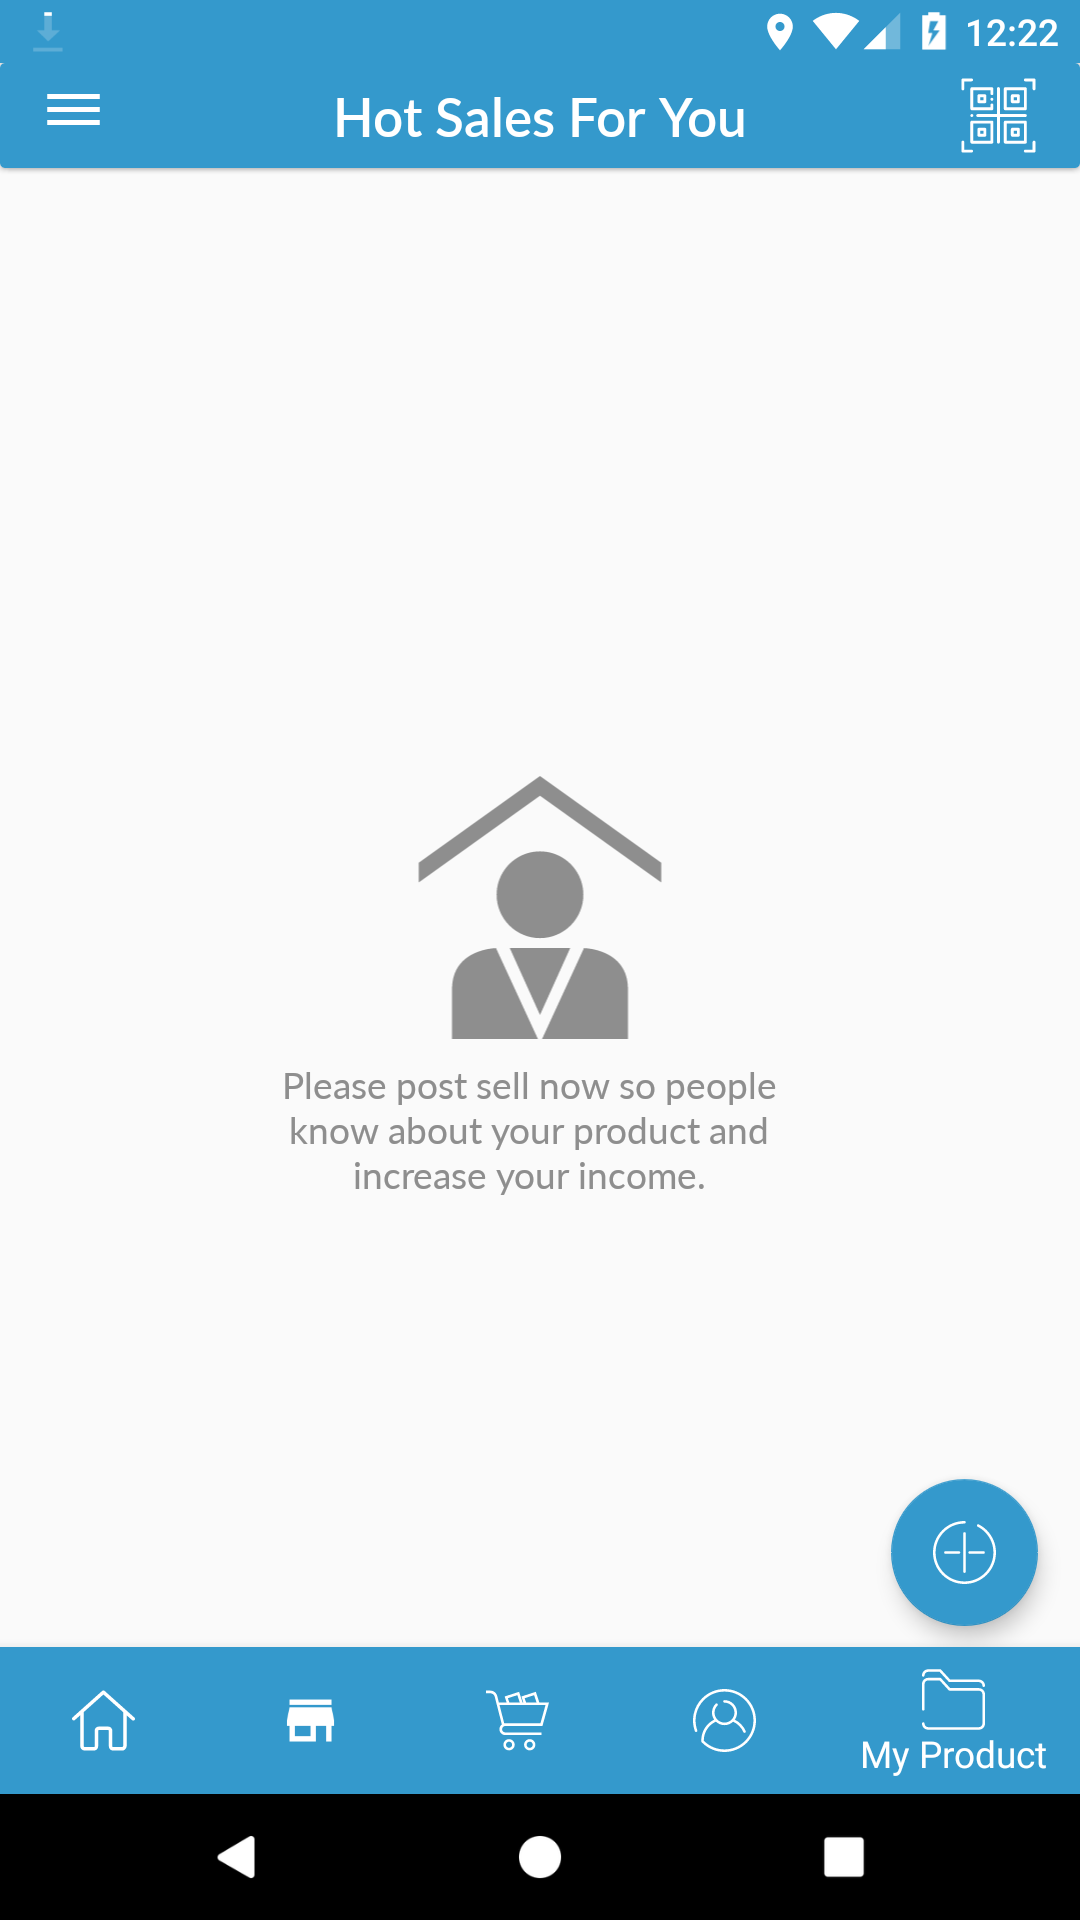 12:22
Hot Sales For You
Please post sell now so people
know about your product and
increase your income.
My Product